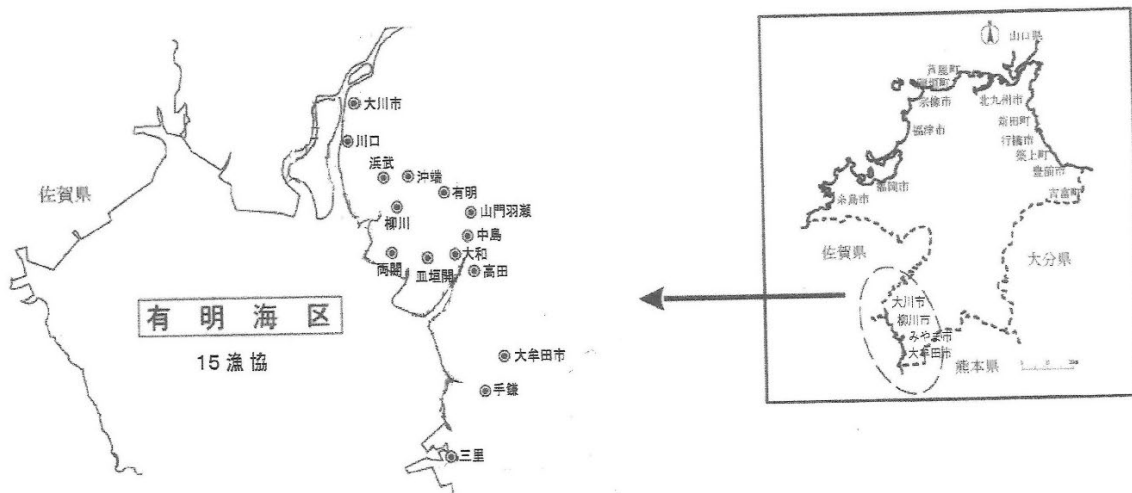 大川市
川口
浜武
沖端
有明
佐賀県
山門羽瀬
柳川
中島
大和
両開
皿垣開
高田
有明海区
15漁協
大牟田市
手鎌
三里
山口県
芦屋町
岡垣町
宗像市
北九州市
苅田町
福津市
行橋市
築上町
豊前市
福岡市
吉富町
糸島市
佐賀県
大分県
大川市
柳川市
みやま市
大牟田市
熊本県